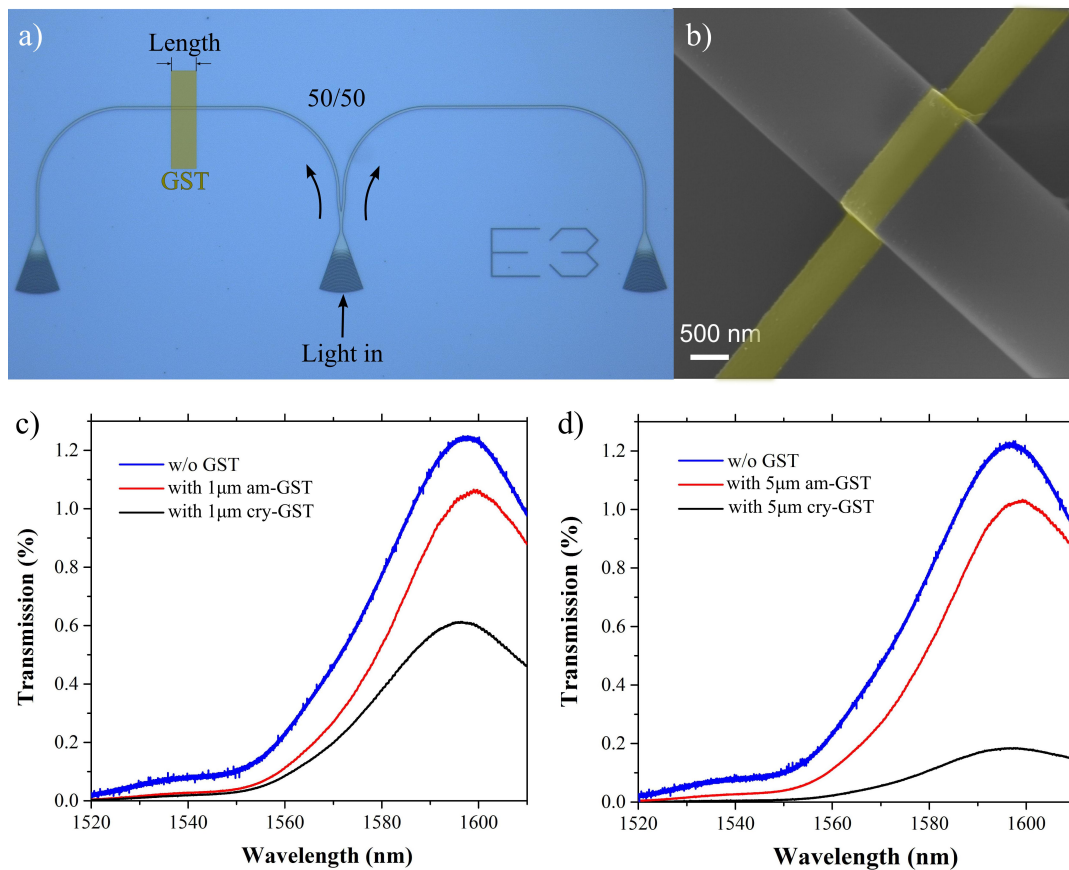 a)
Length
50/50
GST
E3
Light in
b)
500 nm
c)
w/o GST
with 1μm am-GST
with 1μm cry-GST
Transmission (%)
1.2
1.0
0.8
0.6
0.4
0.2
0.0
1520 1540 1560 1580 1600
Wavelength (nm)
d)
w/o GST
with 5μm am-GST
with 5μm cry-GST
Transmission (%)
1.2
1.0
0.8
0.6
0.4
0.2
0.0
1520 1540 1560 1580 1600
Wavelength (nm)